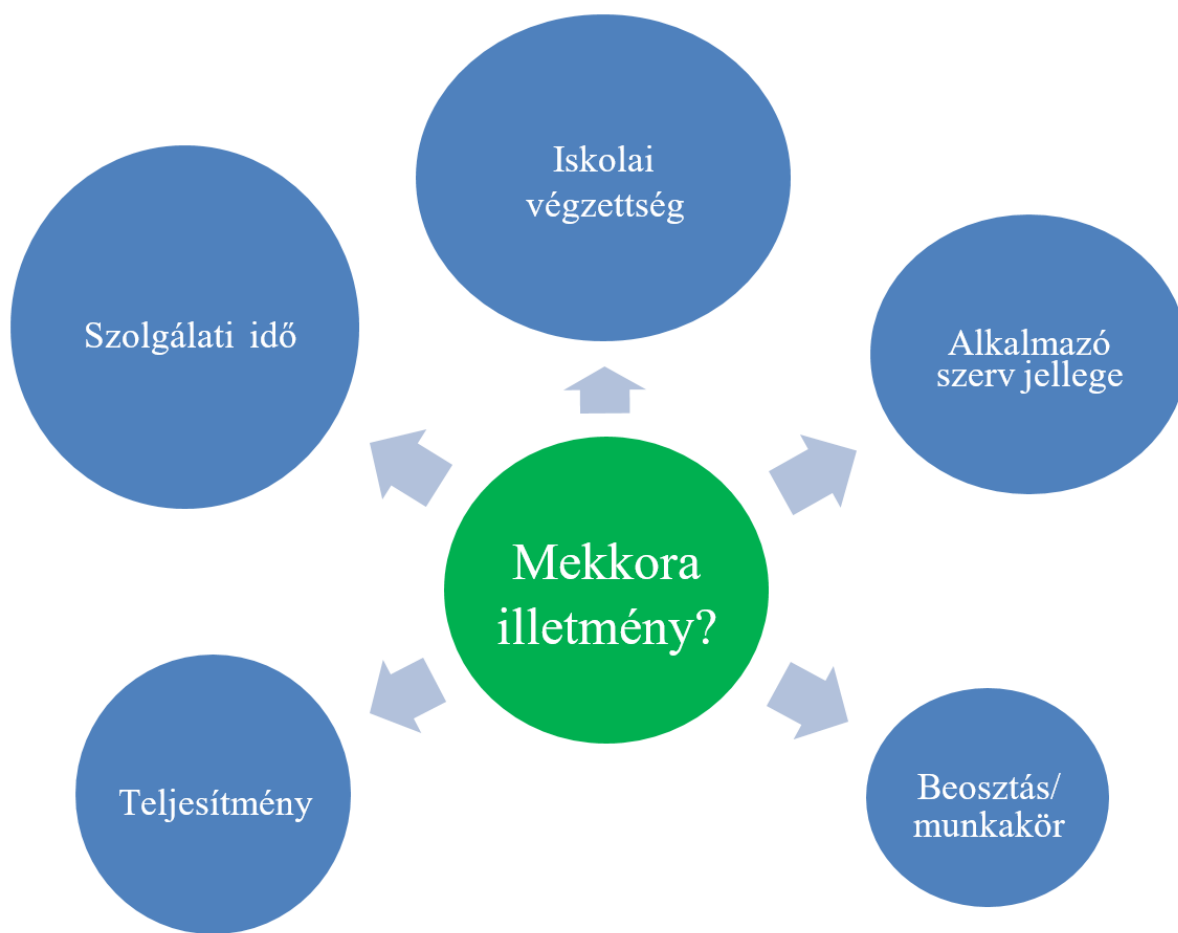 Iskolai
végzettség
Szolgálati idő
Alkalmazó
szerv jellege
Mekkora
illetmény?
Teljesítmény
Beosztás/
munkakör